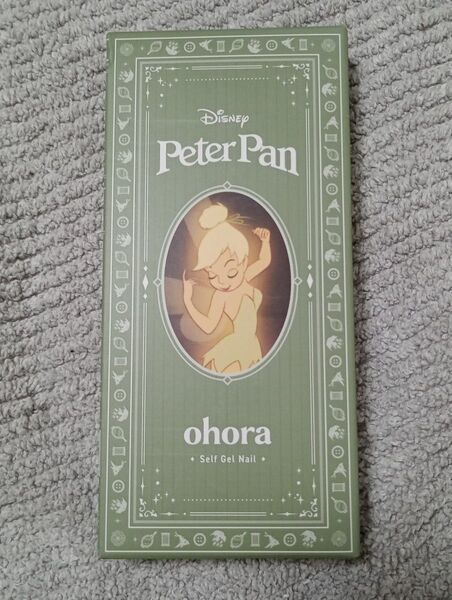 Disney
Peter Pan
ohora
• Self Gel Nail •